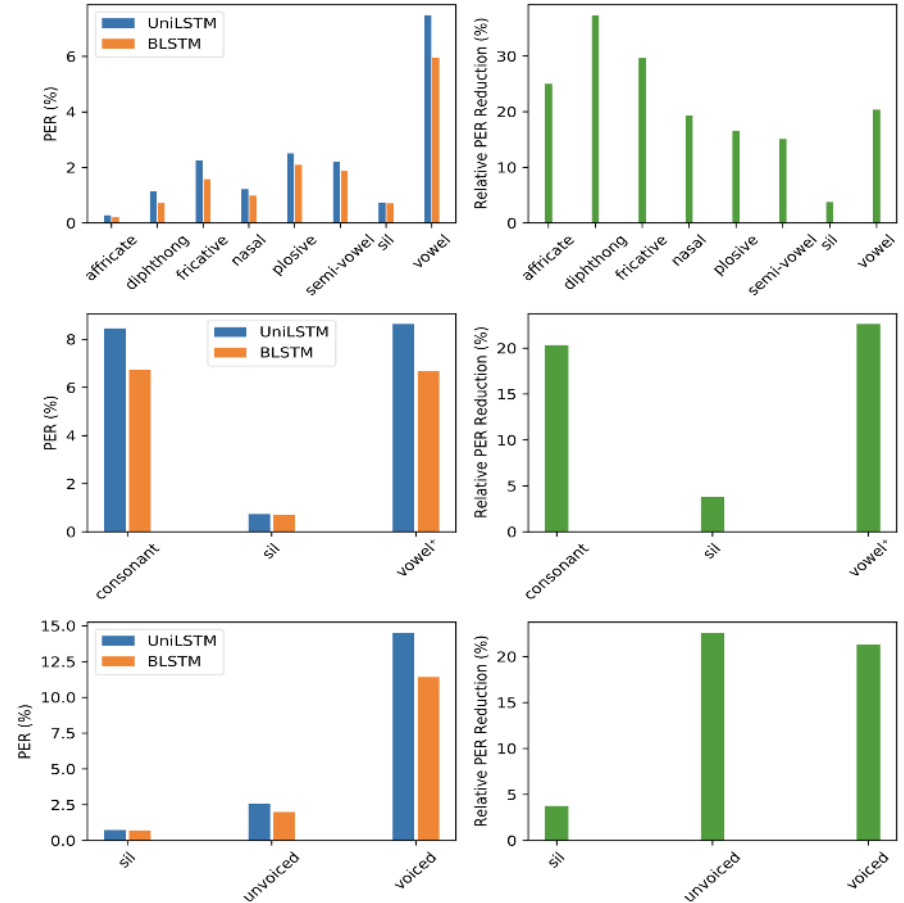 UniLSTM
BLSTM
PER (%)
6
4
2
0
affricate
diphthong
fricative
nasal
plosive
semi-vowel
sil
vowel
Relative PER Reduction (%)
30
20
10
0
affricate
diphthong
fricative
nasal
plosive
semi-vowel
sil
vowel
UniLSTM
BLSTM
PER (%)
8
6
4
2
0
consonant
sil
vowel*
Relative PER Reduction (%)
20
15
10
5
0
consonant
sil
vowel*
UniLSTM
BLSTM
PER (%)
15.0
12.5
10.0
7.5
5.0
2.5
0.0
sil
unvoiced
voiced
Relative PER Reduction (%)
20
15
10
5
0
sil
unvoiced
voiced